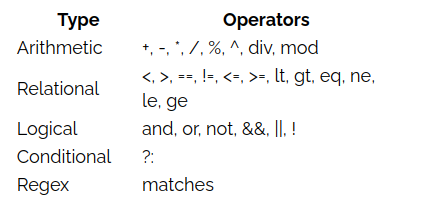 Type Operators
Arithmetic +, -, *, /, %, ^, div, mod
Relational <, >, ==, !=, <=, >=, lt, gt, eq, ne,
le, ge
Logical and, or, not, &&, ||, !
Conditional ?:
Regex matches